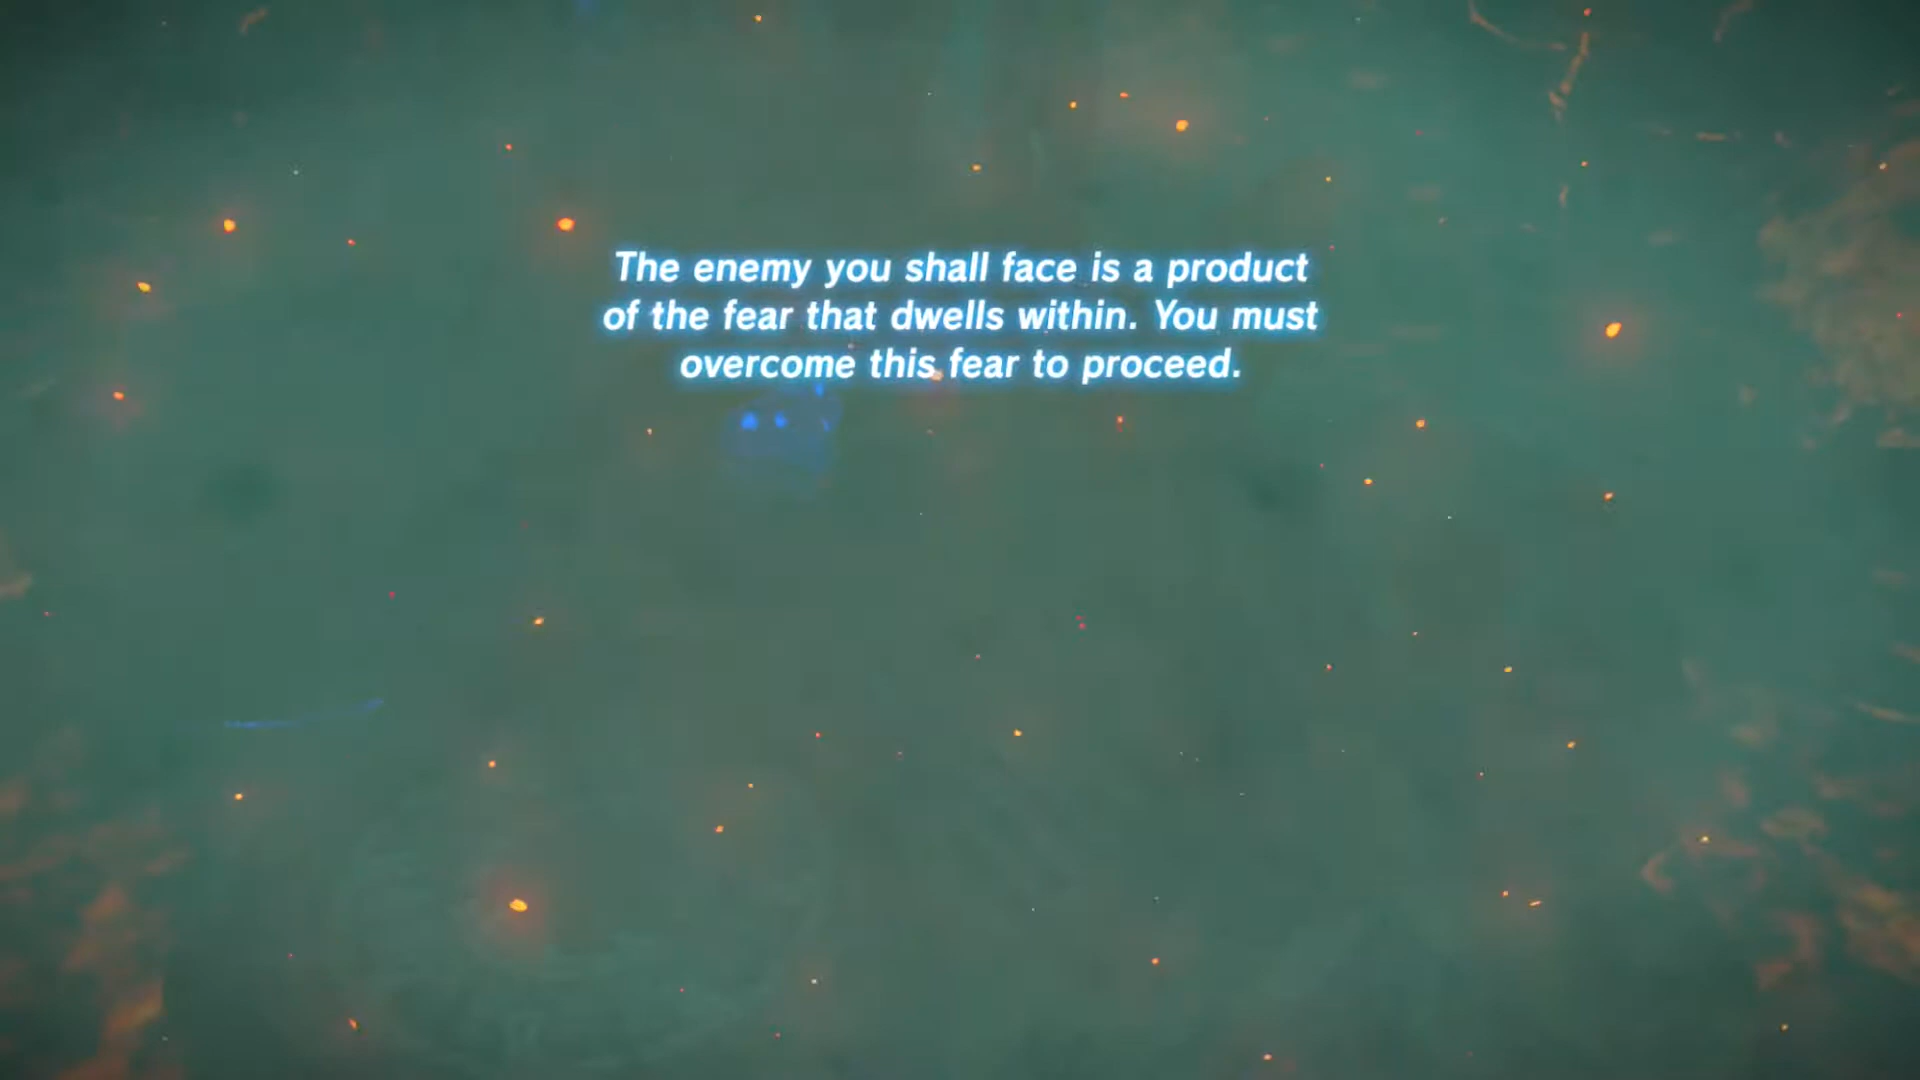 The enemy you shall face is a product
of the fear that dwells within. You must
overcome this fear to proceed.